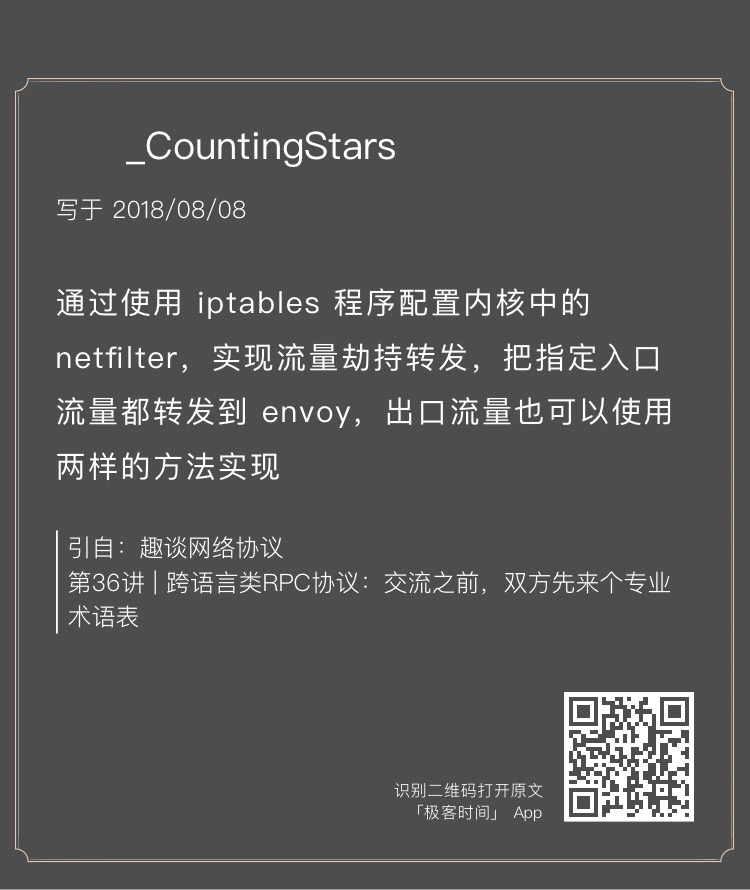 _CountingStars
写于 2018/08/08
通过使用 iptables 程序配置内核中的
netfilter，实现流量劫持转发，把指定入口
流量都转发到 envoy，出口流量也可以使用
两样的方法实现
引自：趣谈网络协议
第36讲 | 跨语言类RPC协议：交流之前，双方先来个专业
术语表
识别二维码打开原文
「极客时间」 App